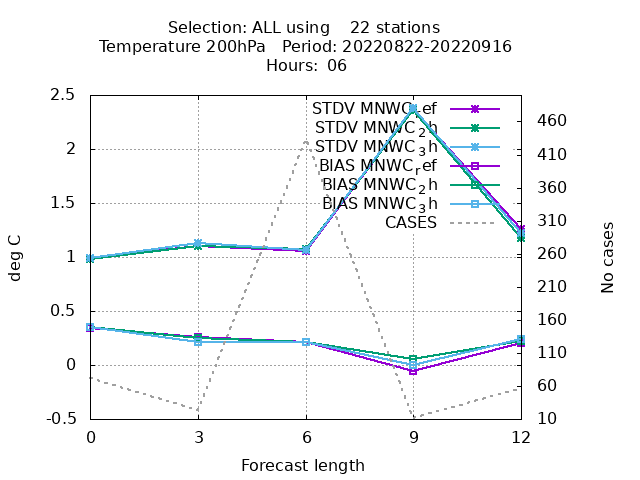 Selection: ALL using 22 stations
Temperature 200hPa Period: 20220822-20220916
Hours: 06
2.5
2
1.5
1
0.5
0
-0.5
deg C
STDV MNWC_ref
STDV MNWC_2h
STDV MNWC_3h
BIAS MNWC_ref
BIAS MNWC_2h
BIAS MNWC_3h
CASES
460
410
360
310
260
210
160
110
60
10
No cases
0 3 6 9 12
Forecast length